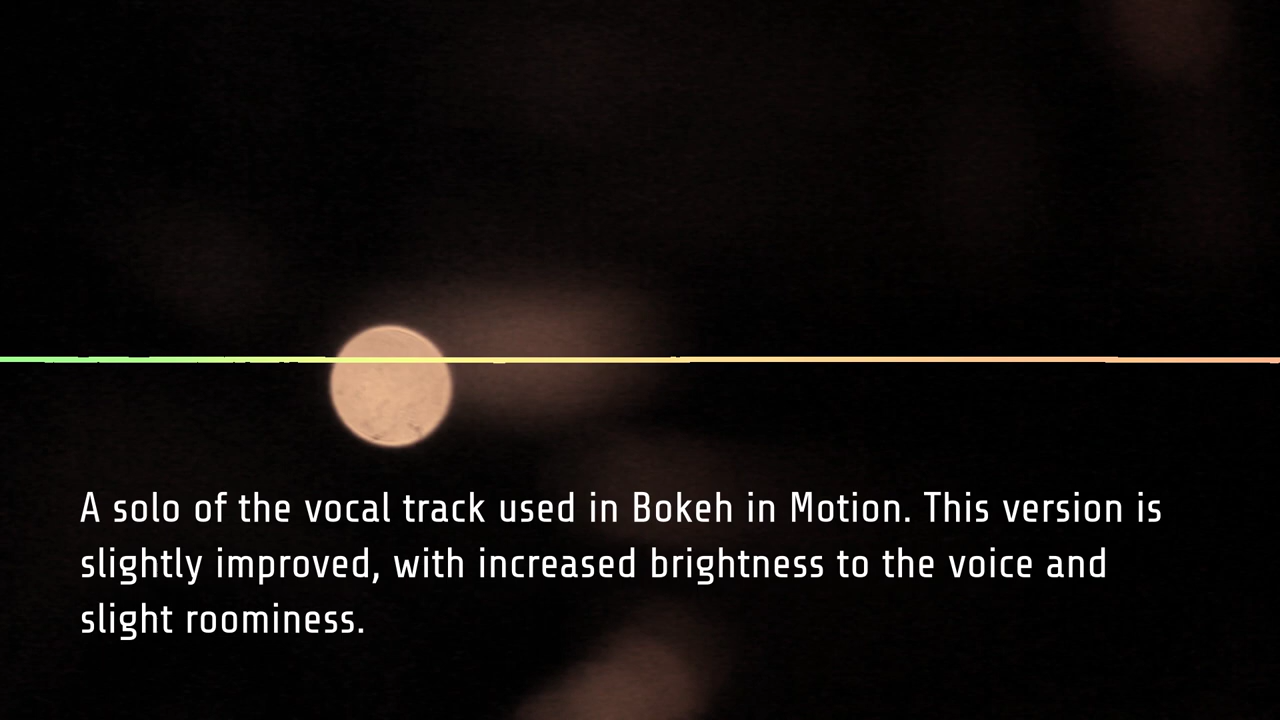 A solo of the vocal track used in Bokeh in Motion. This version is
slightly improved, with increased brightness to the voice and
slight roominess.